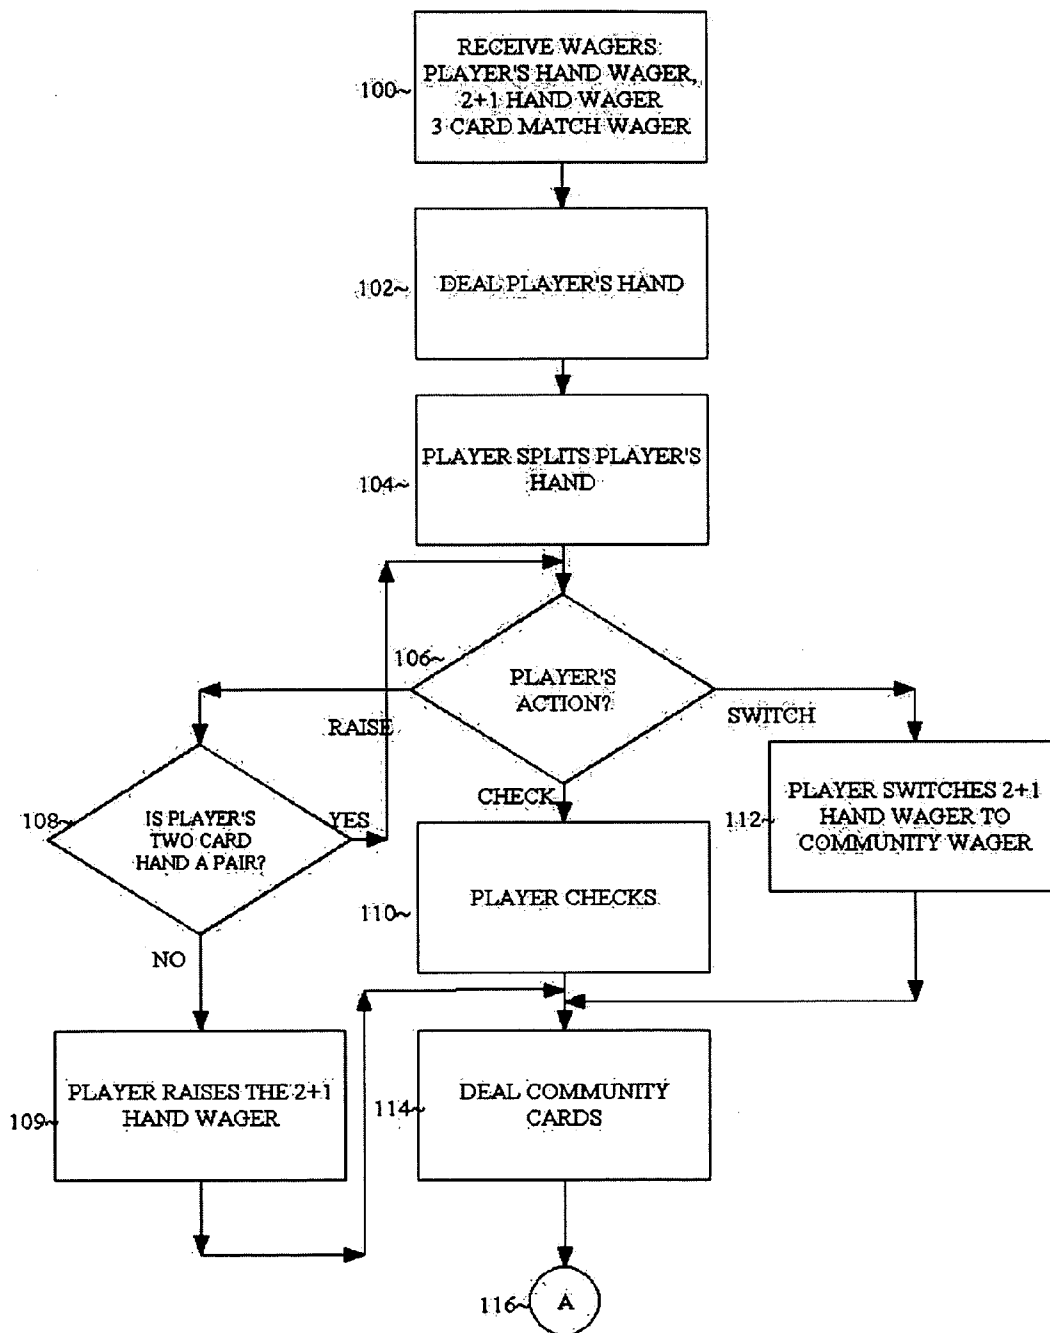 RECEIVE WAGERS:
PLAYER'S HAND WAGER,
2+1 HAND WAGER
3 CARD MATCH WAGER
100~
DEAL PLAYER'S HAND
102~
PLAYER SPLITS PLAYER'S
HAND
104~
106~
PLAYER'S
ACTION?
RAISE
SWITCH
CHECK
108~
IS PLAYER'S
TWO CARD
HAND A PAIR?
YES
NO
PLAYER CHECKS
110~
PLAYER SWITCHES 2+1
HAND WAGER TO
COMMUNITY WAGER
112~
PLAYER RAISES THE 2+1
HAND WAGER
109~
DEAL COMMUNITY
CARDS
114~
116~
A